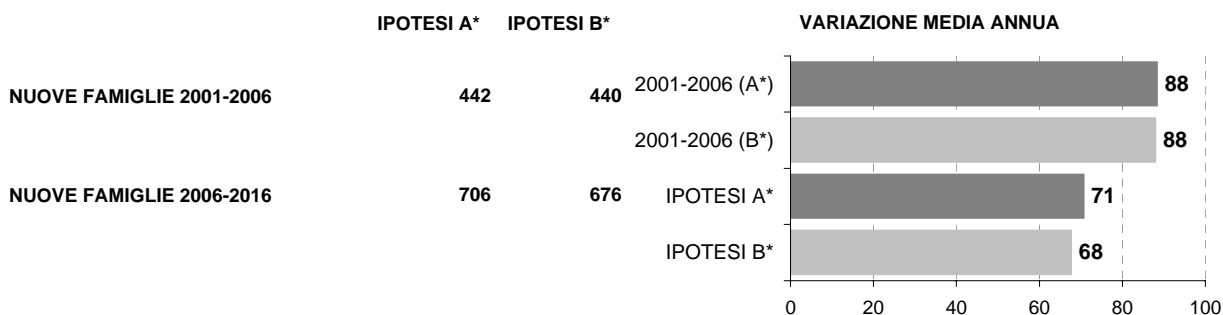 IPOTESI A* IPOTESI B* VARIAZIONE MEDIA ANNUA
NUOVE FAMIGLIE 2001-2006 442 440
NUOVE FAMIGLIE 2006-2016 706 676
2001-2006 (A*) 88
2001-2006 (B*) 88
IPOTESI A* 71
IPOTESI B* 68
0 20 40 60 80 100